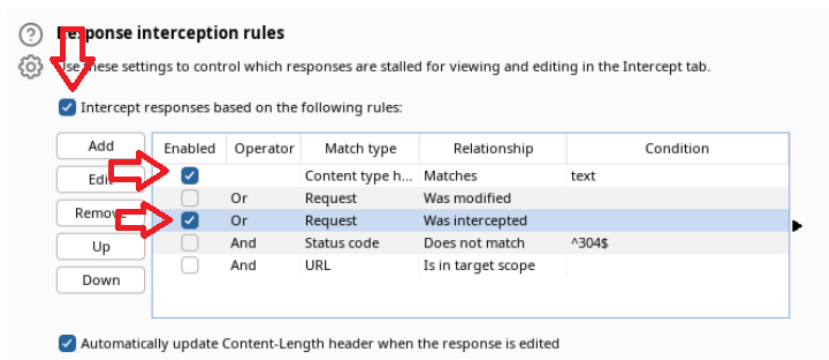 Response interception rules
Use these settings to control which responses are stalled for viewing and editing in the Intercept tab.
Intercept responses based on the following rules:
Add
Edit
Remove
Up
Down
Enabled Operator Match type Relationship Condition
Content type h... Matches text
Or Request Was modified
Or Request Was intercepted
And Status code Does not match ^304$
And URL Is in target scope
Automatically update Content-Length header when the response is edited